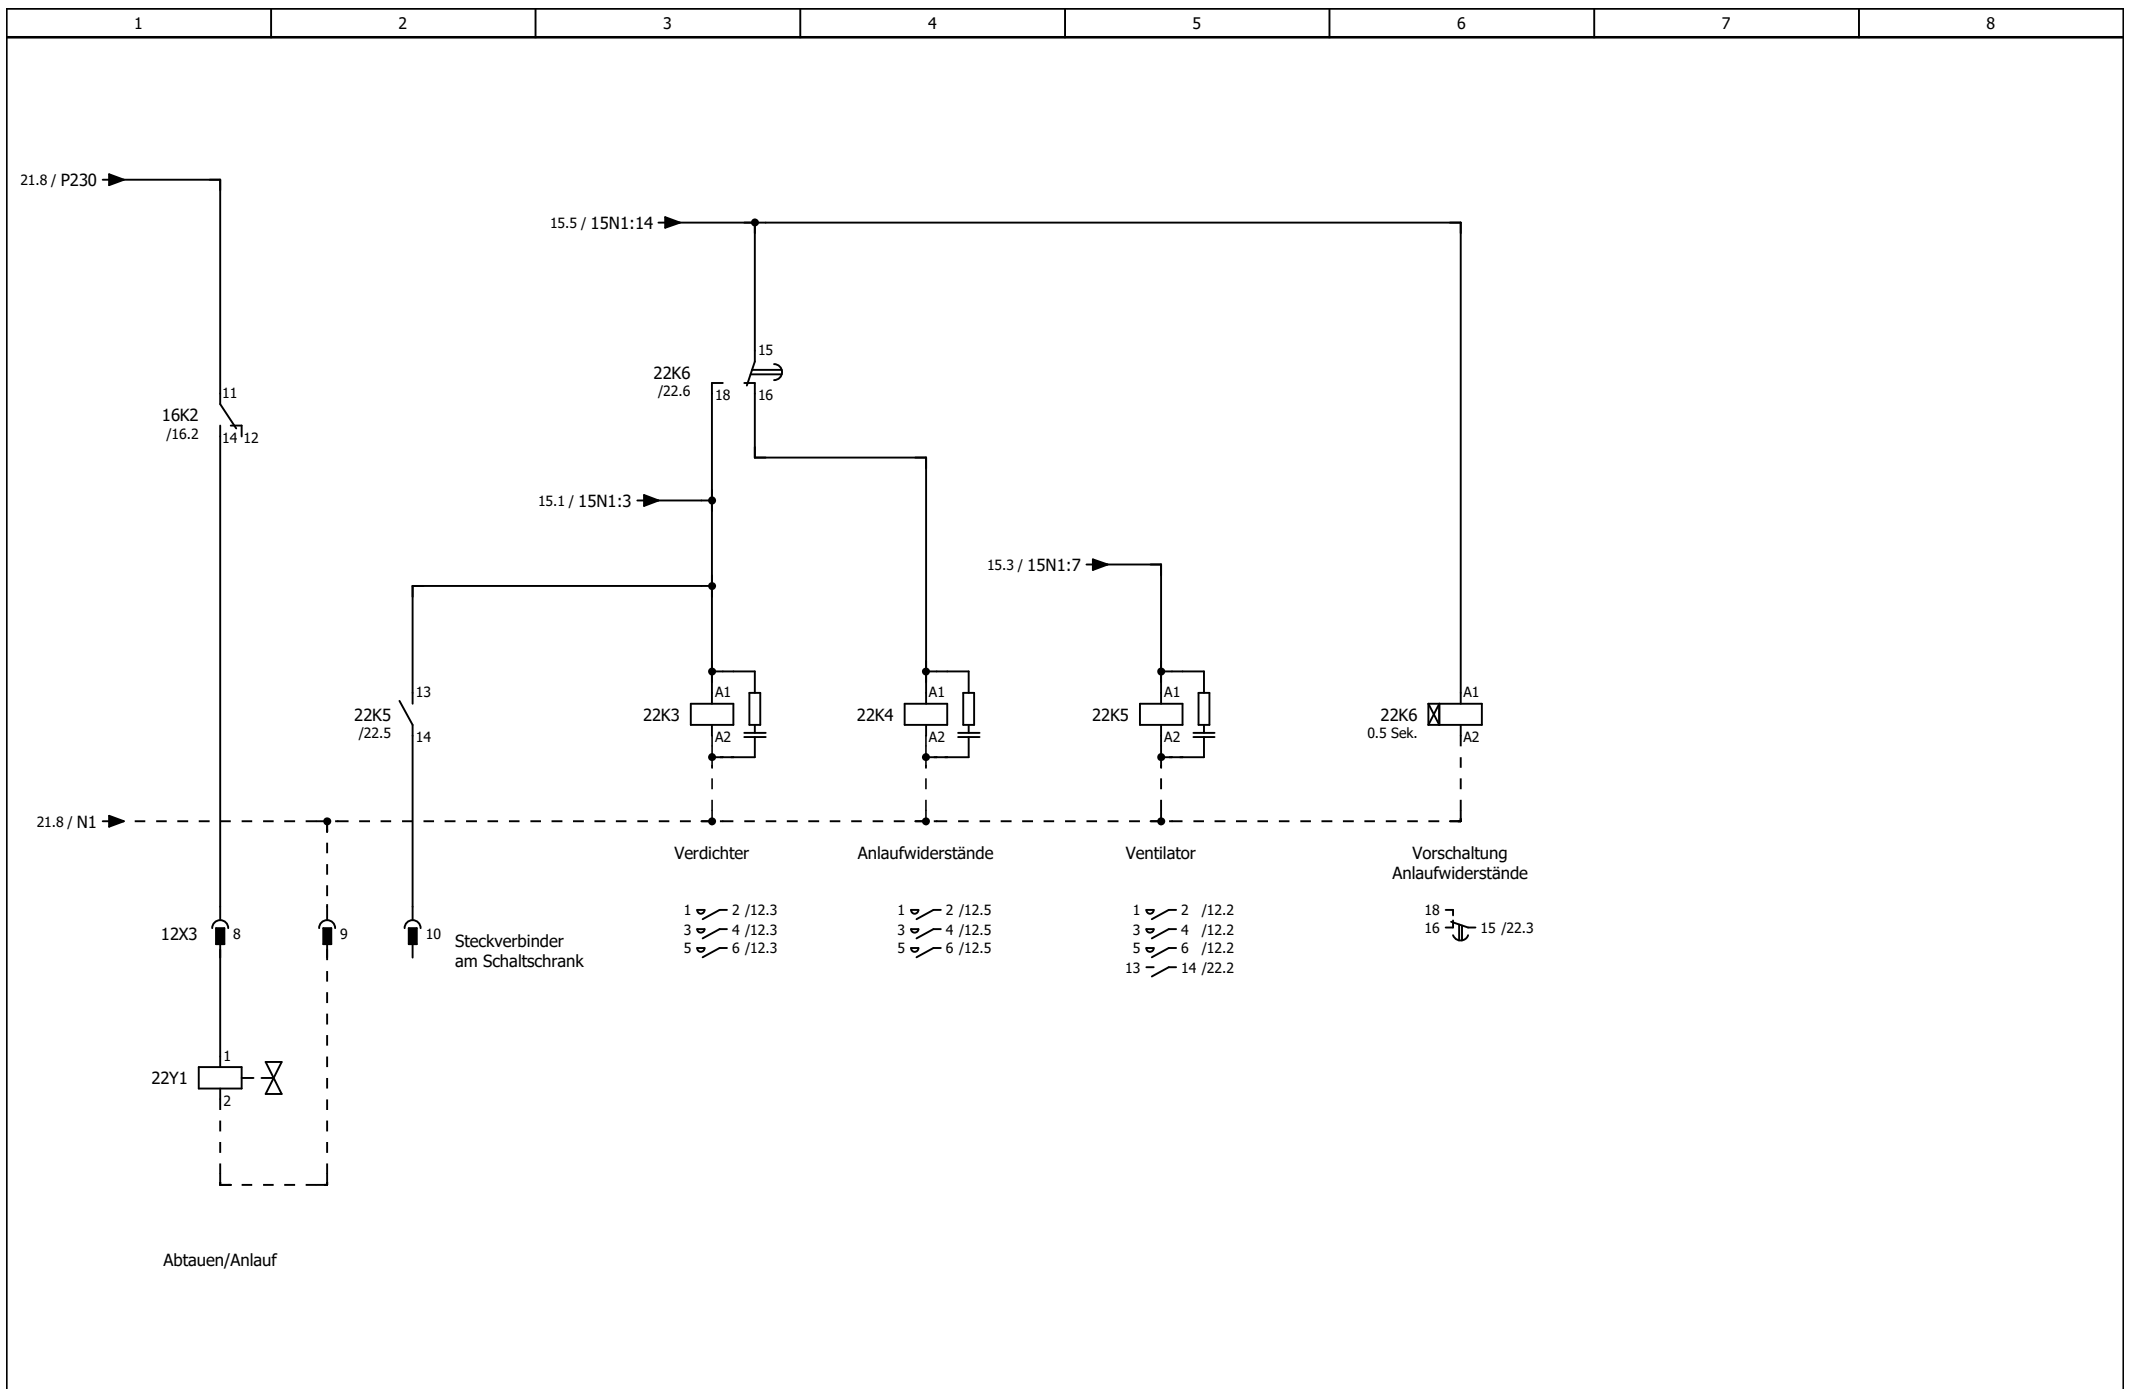 1 2 3 4 5 6 7 8
21.8 / P230
15.5 / 15N1:14
15
22K6
/22.6
18 16
11
16K2
/16.2
14 12
15.1 / 15N1:3
15.3 / 15N1:7
13
22K5
/22.5
14
A1
22K3
A2
A1
22K4
A2
A1
22K5
A2
A1
22K6
0.5 Sek.
A2
21.8 / N1
Verdichter
Anlaufwiderstände
Ventilator
Vorschaltung
Anlaufwiderstände
1 2 /12.3
3 4 /12.3
5 6 /12.3
1 2 /12.5
3 4 /12.5
5 6 /12.5
1 2 /12.2
3 4 /12.2
5 6 /12.2
13 14 /22.2
18
16 15 /22.3
12X3 8 9 10
Steckverbinder
am Schaltschrank
1
22Y1
2
Abtauen/Anlauf